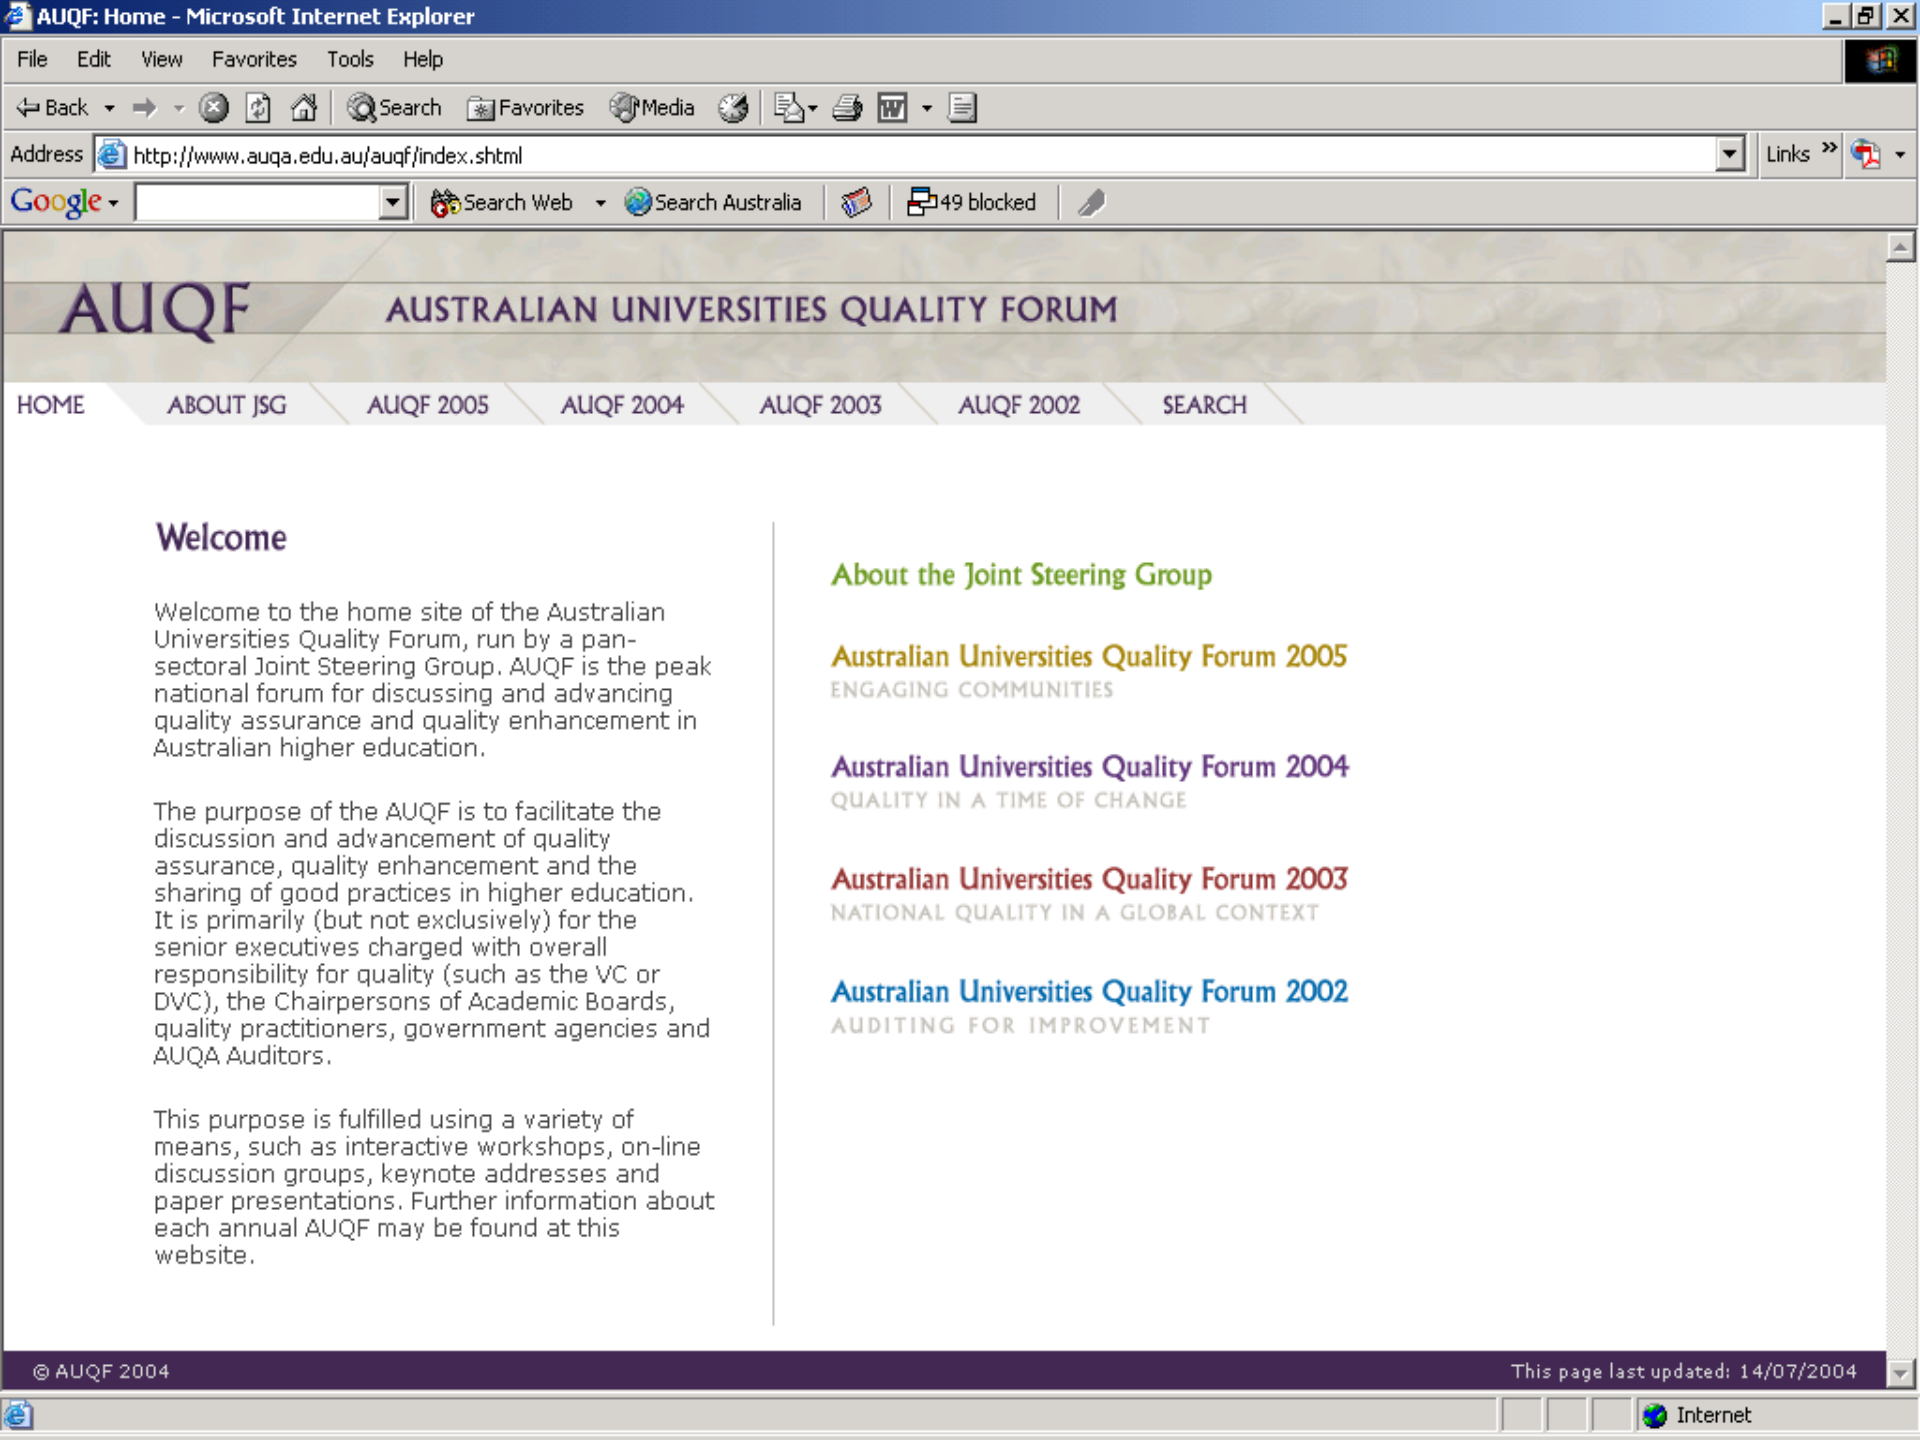 AUQF: Home - Microsoft Internet Explorer
File Edit View Favorites Tools Help
Back Search Favorites Media
Address http://www.auqa.edu.au/auqf/index.shtml Links »
Google Search Web Search Australia 49 blocked
AUQF AUSTRALIAN UNIVERSITIES QUALITY FORUM
HOME ABOUT JSG AUQF 2005 AUQF 2004 AUQF 2003 AUQF 2002 SEARCH
Welcome
Welcome to the home site of the Australian
Universities Quality Forum, run by a pan-
sectoral Joint Steering Group. AUQF is the peak
national forum for discussing and advancing
quality assurance and quality enhancement in
Australian higher education.
The purpose of the AUQF is to facilitate the
discussion and advancement of quality
assurance, quality enhancement and the
sharing of good practices in higher education.
It is primarily (but not exclusively) for the
senior executives charged with overall
responsibility for quality (such as the VC or
DVC), the Chairpersons of Academic Boards,
quality practitioners, government agencies and
AUQA Auditors.
This purpose is fulfilled using a variety of
means, such as interactive workshops, on-line
discussion groups, keynote addresses and
paper presentations. Further information about
each annual AUQF may be found at this
website.
About the Joint Steering Group
Australian Universities Quality Forum 2005
ENGAGING COMMUNITIES
Australian Universities Quality Forum 2004
QUALITY IN A TIME OF CHANGE
Australian Universities Quality Forum 2003
NATIONAL QUALITY IN A GLOBAL CONTEXT
Australian Universities Quality Forum 2002
AUDITING FOR IMPROVEMENT
© AUQF 2004 This page last updated: 14/07/2004
Internet